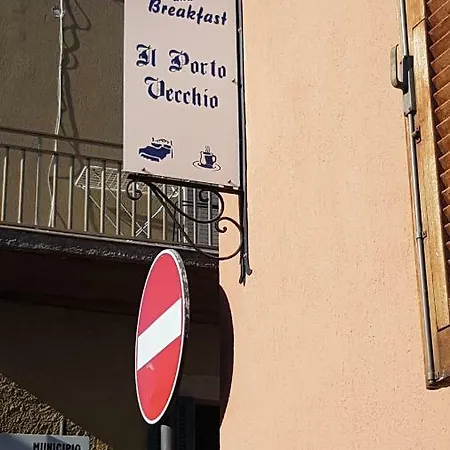 Breakfast
Il Porto
Vecchio
MUNICIPIO